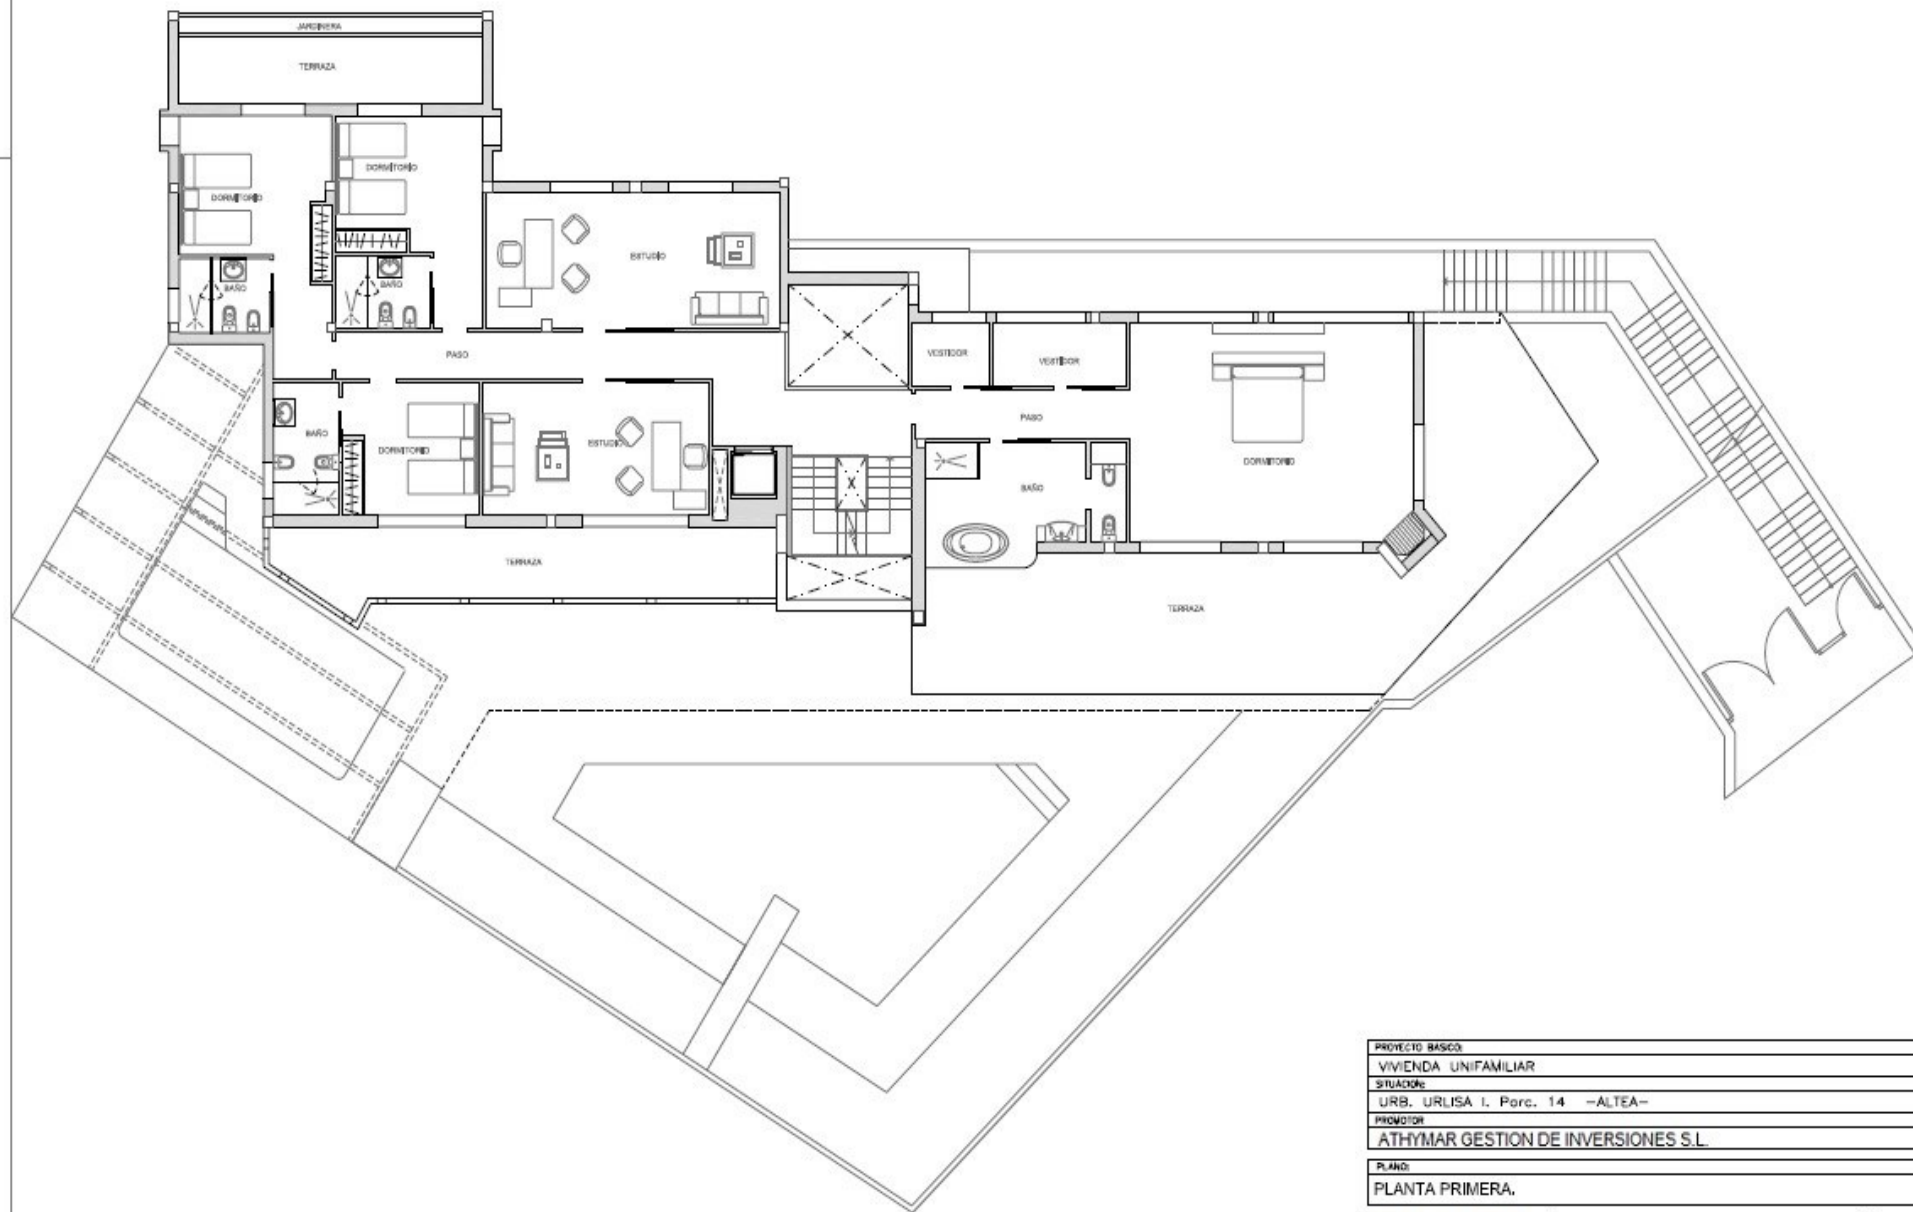 JARDINERA
TERRAZA
DORMITORIO
DORMITORIO
ESTUDIO
BAÑO
BAÑO
PASO
VESTIDOR
VESTIDOR
PASO
BAÑO
DORMITORIO
ESTUDIO
DORMITORIO
BAÑO
TERRAZA
TERRAZA
PROYECTO BASICO:
VIVIENDA UNIFAMILIAR
SITUACION:
URB. URLISA I. Parc. 14 -ALTEA-
PROMOTOR
ATHYMAR GESTION DE INVERSIONES S.L.
PLANO:
PLANTA PRIMERA.